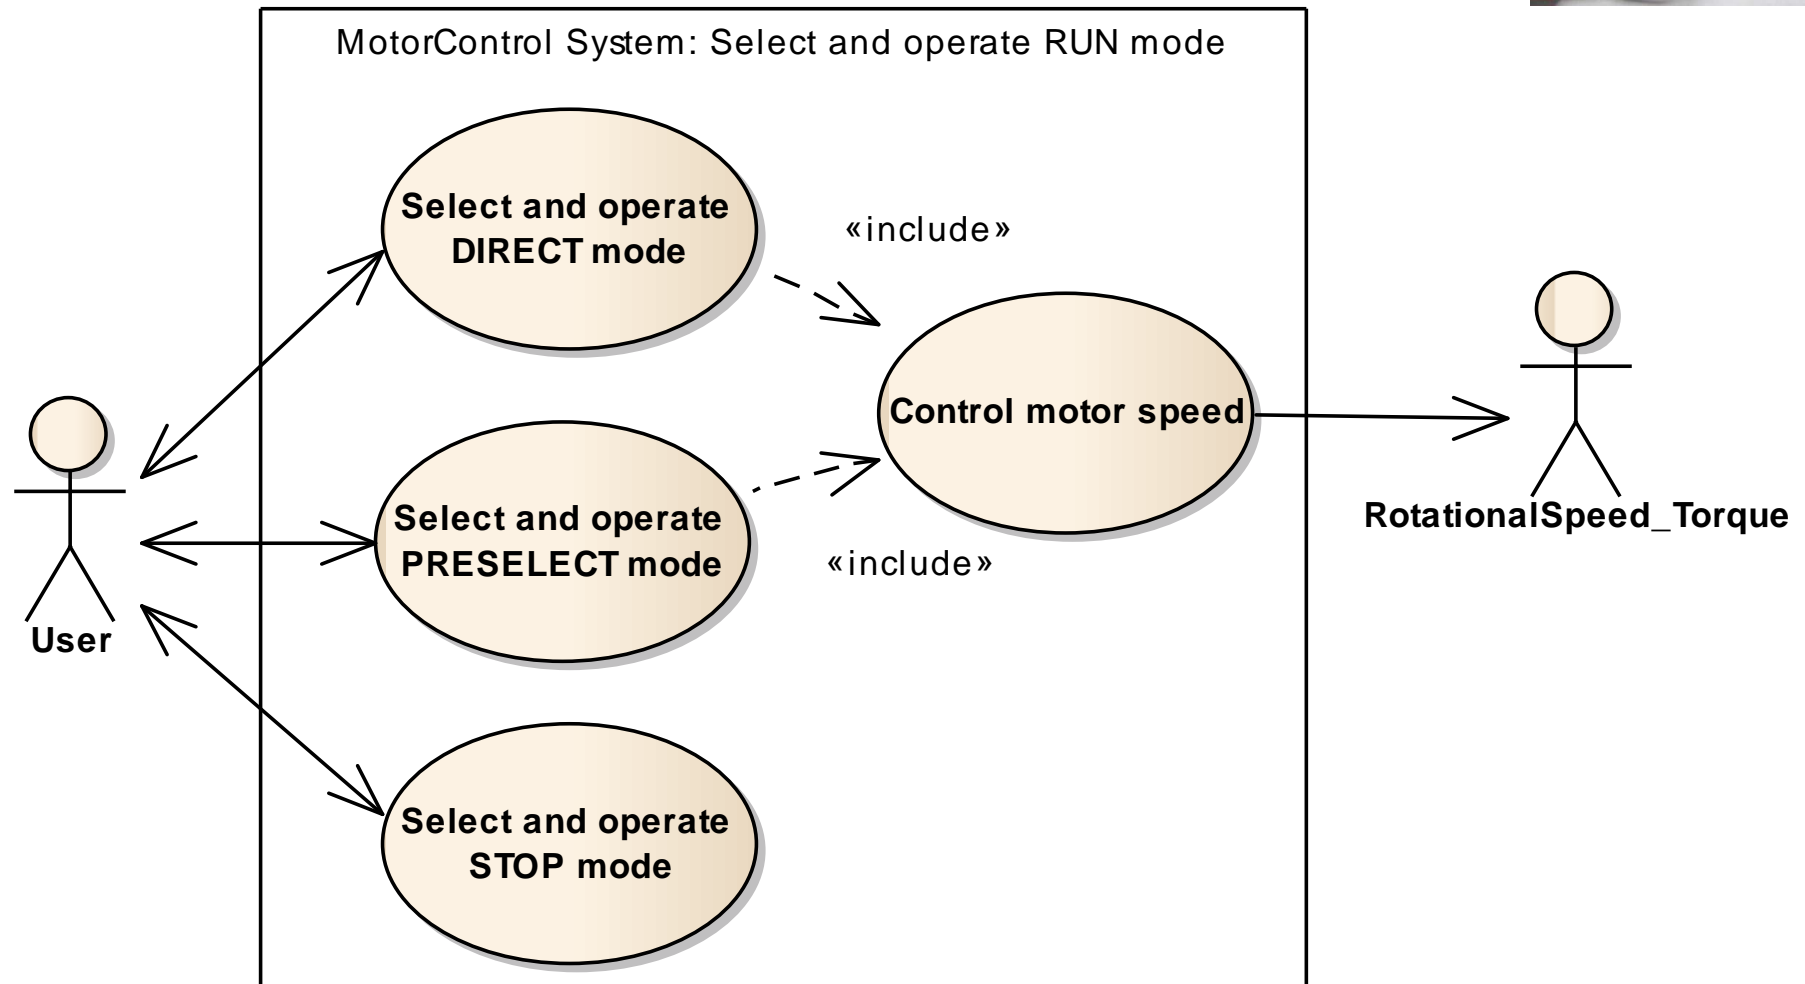 MotorControl System: Select and operate RUN mode
Select and operate
DIRECT mode
«include»
Control motor speed
RotationalSpeed_Torque
Select and operate
PRESELECT mode
«include»
User
Select and operate
STOP mode